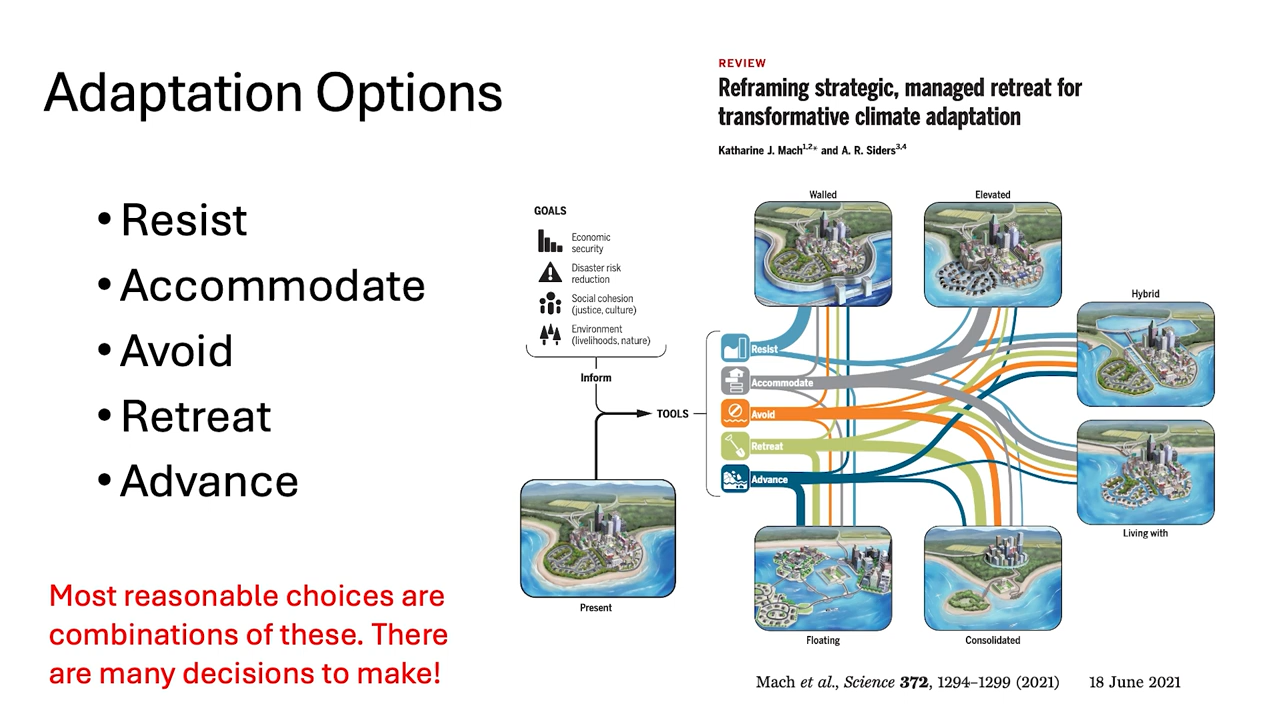 Adaptation Options
• Resist
• Accommodate
• Avoid
• Retreat
• Advance
Most reasonable choices are
combinations of these. There
are many decisions to make!
REVIEW
Reframing strategic, managed retreat for
transformative climate adaptation
Katharine J. Mach1,2* and A. R. Siders3,4
GOALS
Economic
security
Disaster risk
reduction
Social cohesion
(justice, culture)
Environment
(livelihoods, nature)
Inform
TOOLS
Present
Resist
Accommodate
Avoid
Retreat
Advance
Walled
Elevated
Hybrid
Living with
Floating
Consolidated
Mach et al., Science 372, 1294–1299 (2021) 18 June 2021